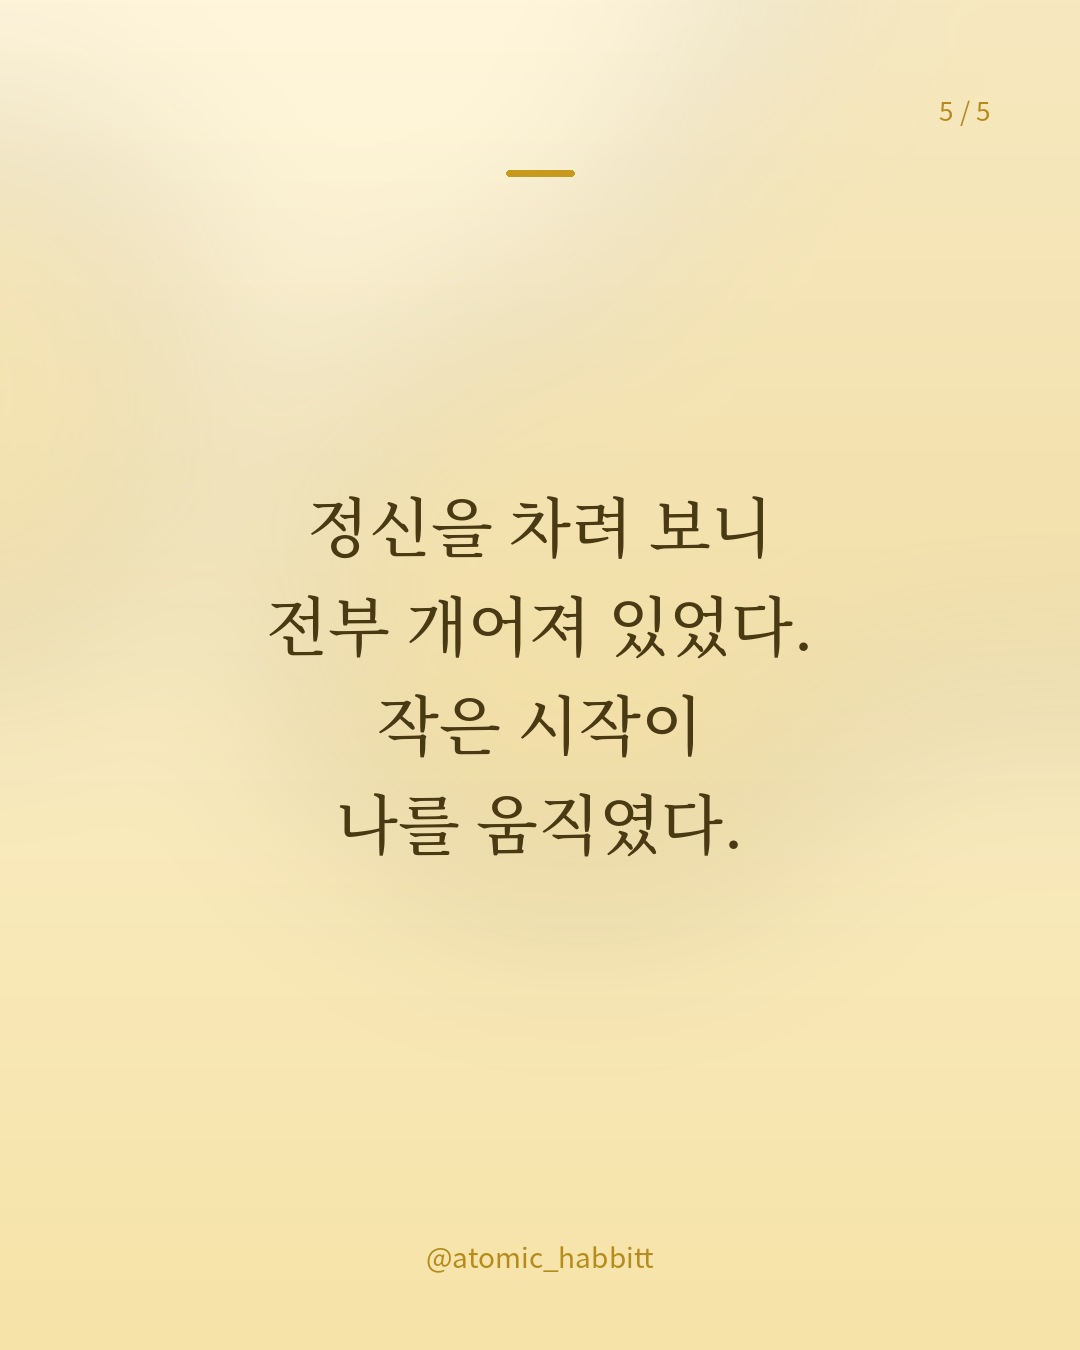 5 / 5
정신을 차려 보니
전부 개어져 있었다.
작은 시작이
나를 움직였다.
@atomic_habbitt